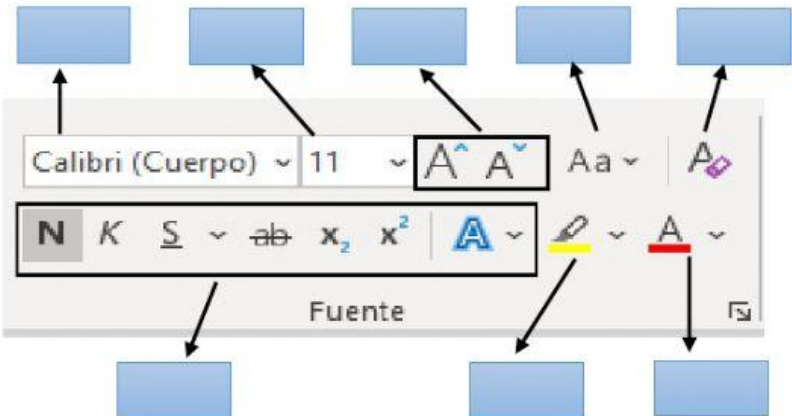 Calibri (Cuerpo) 11 A A Aa A
N K S ab x₂ x² A A
Fuente